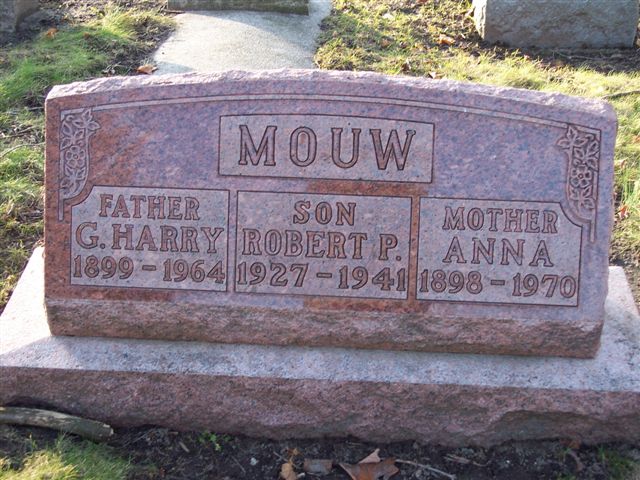 MOUW
FATHER
G. HARRY
1899 - 1964
SON
ROBERT P.
1927 - 1941
MOTHER
ANNA
1898 - 1970